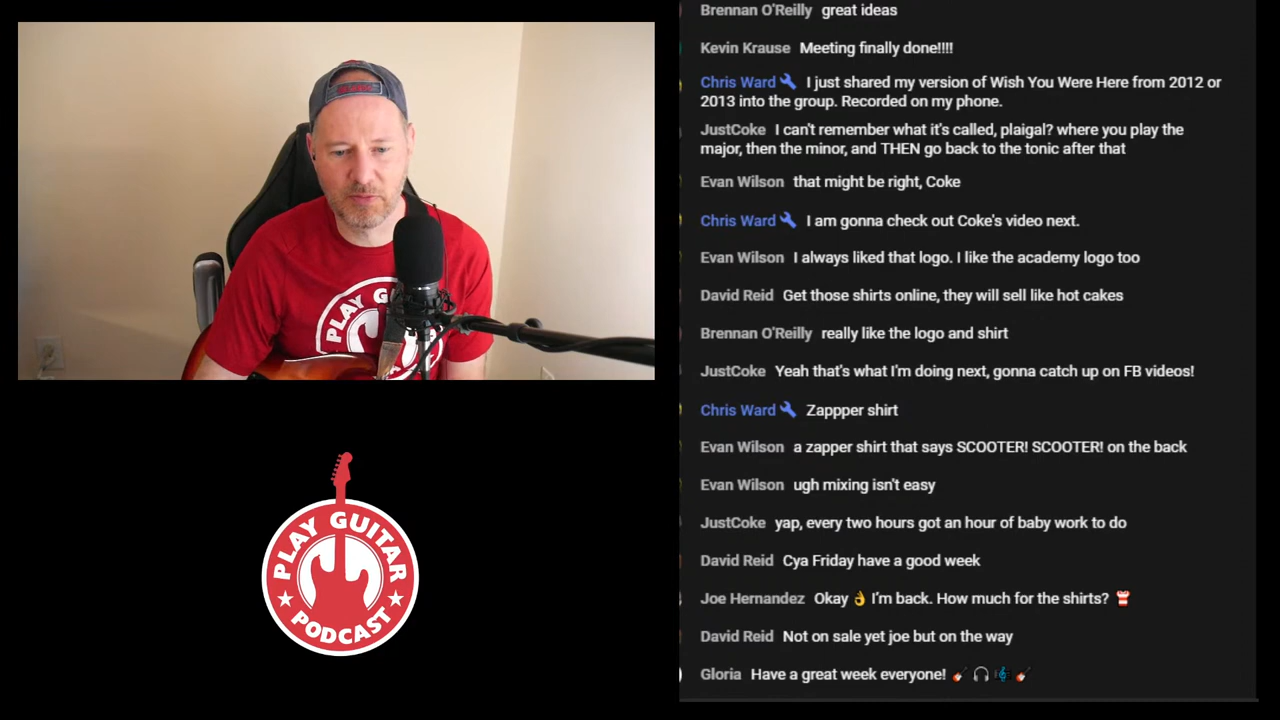 PLAY G
PLAY GUITAR
PODCAST
Brennan O'Reilly great ideas
Kevin Krause Meeting finally done!!!!
Chris Ward I just shared my version of Wish You Were Here from 2012 or
2013 into the group. Recorded on my phone.
JustCoke I can't remember what it's called, plaigal? where you play the
major, then the minor, and THEN go back to the tonic after that
Evan Wilson that might be right, Coke
Chris Ward I am gonna check out Coke's video next.
Evan Wilson I always liked that logo. I like the academy logo too
David Reid Get those shirts online, they will sell like hot cakes
Brennan O'Reilly really like the logo and shirt
JustCoke Yeah that's what I'm doing next, gonna catch up on FB videos!
Chris Ward Zappper shirt
Evan Wilson a zapper shirt that says SCOOTER! SCOOTER! on the back
Evan Wilson ugh mixing isn't easy
JustCoke yap, every two hours got an hour of baby work to do
David Reid Cya Friday have a good week
Joe Hernandez Okay 👌 I'm back. How much for the shirts? 👚
David Reid Not on sale yet joe but on the way
Gloria Have a great week everyone! 🎸 🎧 🎼 🎸